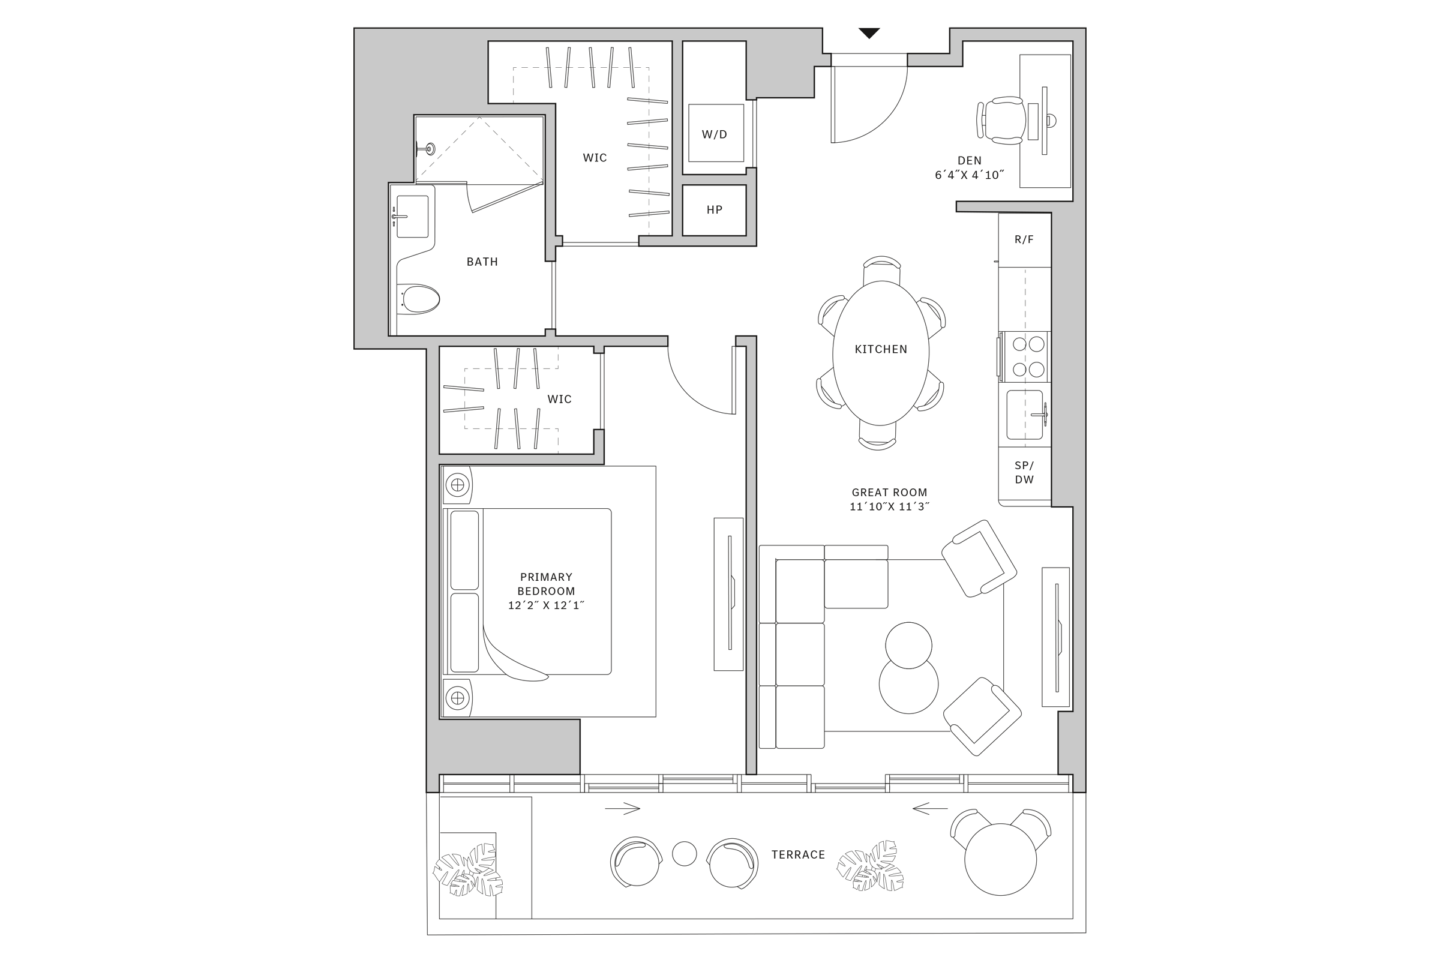 W/D
WIC
DEN
6´4˝X 4´10˝
HP
R/F
BATH
KITCHEN
WIC
SP/
DW
GREAT ROOM
11´10˝X 11´3˝
PRIMARY
BEDROOM
12´2˝ X 12´1˝
TERRACE